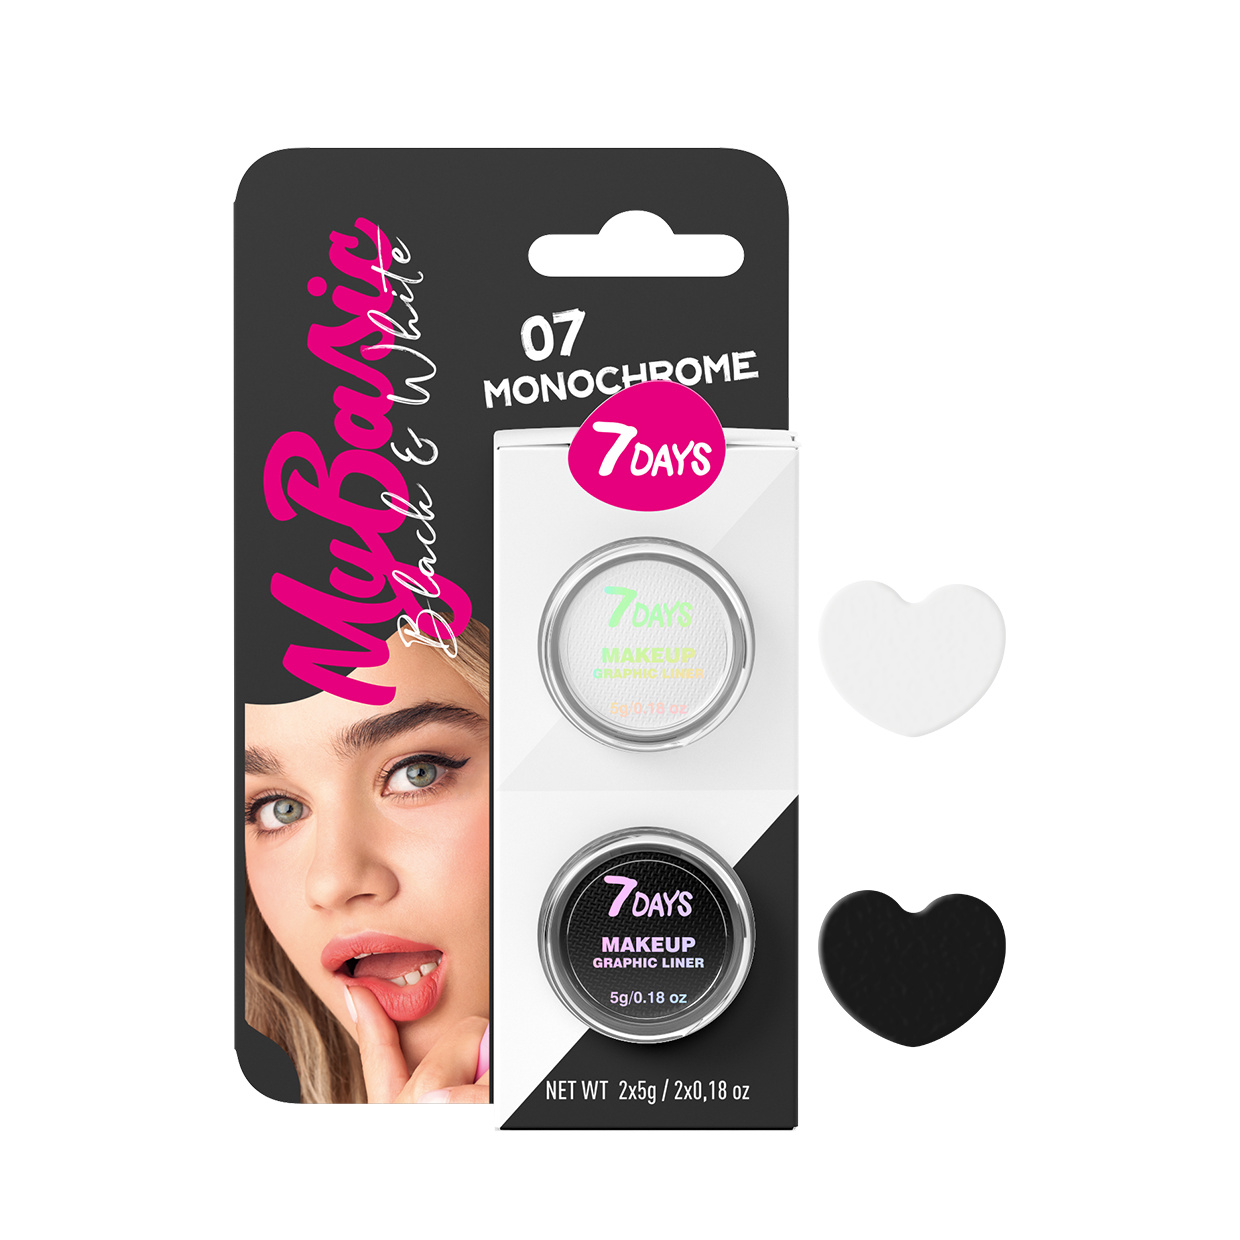 MyBasic
Black & White
07
MONOCHROME
7DAYS
7DAYS
MAKEUP
GRAPHIC LINER
5g/0.18 oz
7DAYS
MAKEUP
GRAPHIC LINER
5g/0.18 oz
NET WT 2x5g / 2x0,18 oz